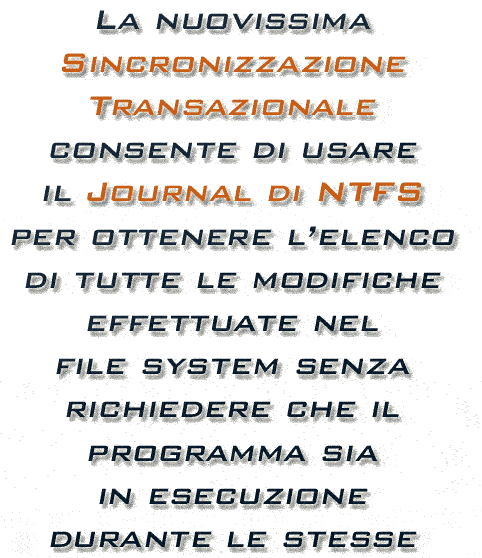 La nuovissima
Sincronizzazione
Transazionale
consente di usare
il Journal di NTFS
per ottenere l'elenco
di tutte le modifiche
effettuate nel
file system senza
richiedere che il
programma sia
in esecuzione
durante le stesse